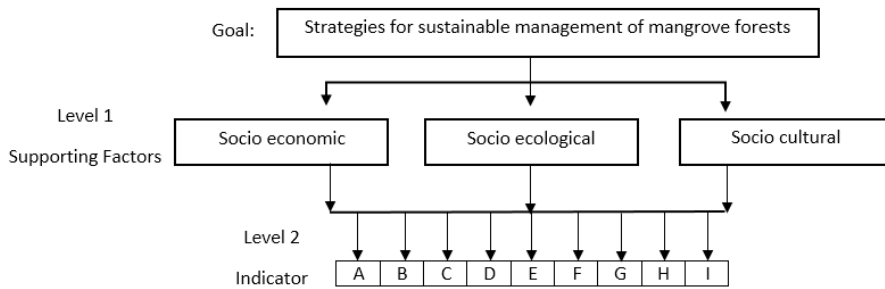 Goal:
Strategies for sustainable management of mangrove forests
Level 1
Supporting Factors
Socio economic
Socio ecological
Socio cultural
Level 2
Indicator
A B C D E F G H I